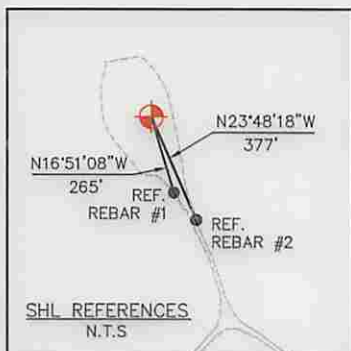 N23°48'18"W
377'
N16°51'08"W
265'
REF.
REBAR #1
REF.
REBAR #2
SHL REFERENCES
N.T.S